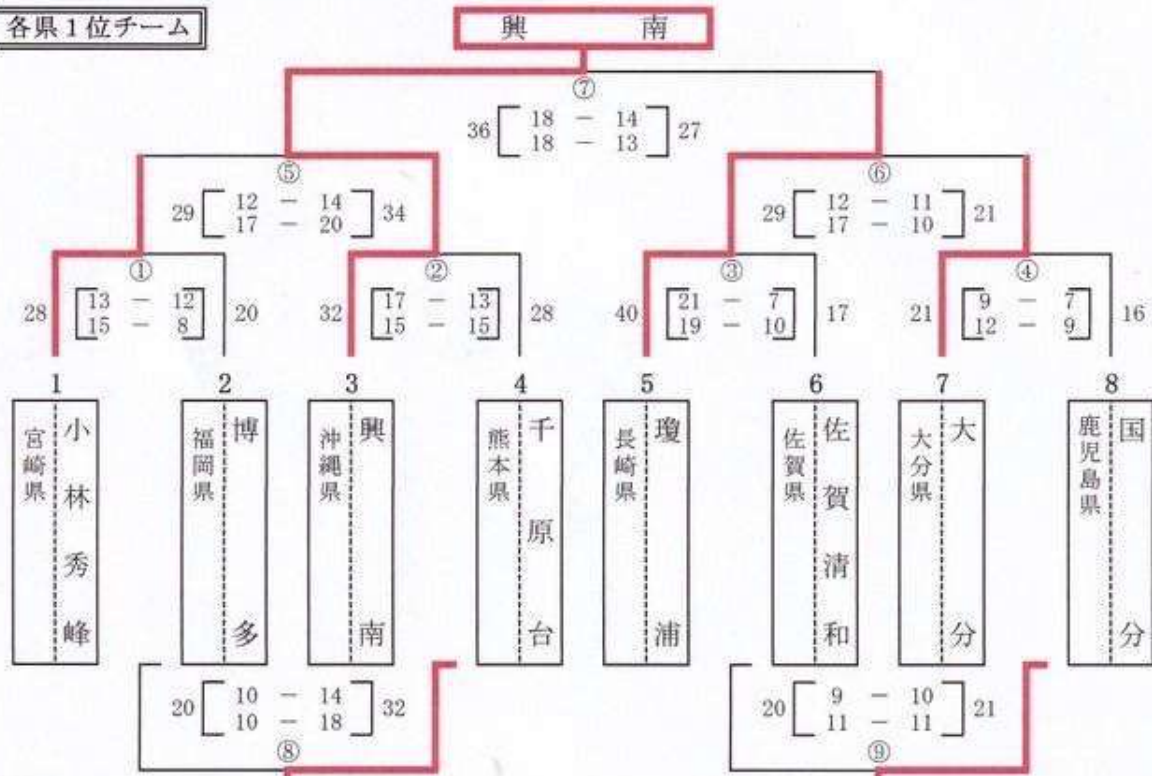 各県1位チーム
興南
⑦
36 18 － 14 27
18 － 13
⑤ ⑥
29 12 － 14 34 29 12 － 11 21
17 － 20 17 － 10
① ② ③ ④
28 13 － 12 20 32 17 － 13 28 40 21 － 7 17 21 9 － 7 16
15 － 8 15 － 15 19 － 10 12 － 9
1 2 3 4 5 6 7 8
宮崎県 小林秀峰
福岡県 博多
沖縄県 興南
熊本県 千原台
長崎県 瓊浦
佐賀県 佐賀清和
大分県 大分
鹿児島県 国分
20 10 － 14 32 20 9 － 10 21
10 － 18 11 － 11
⑧ ⑨